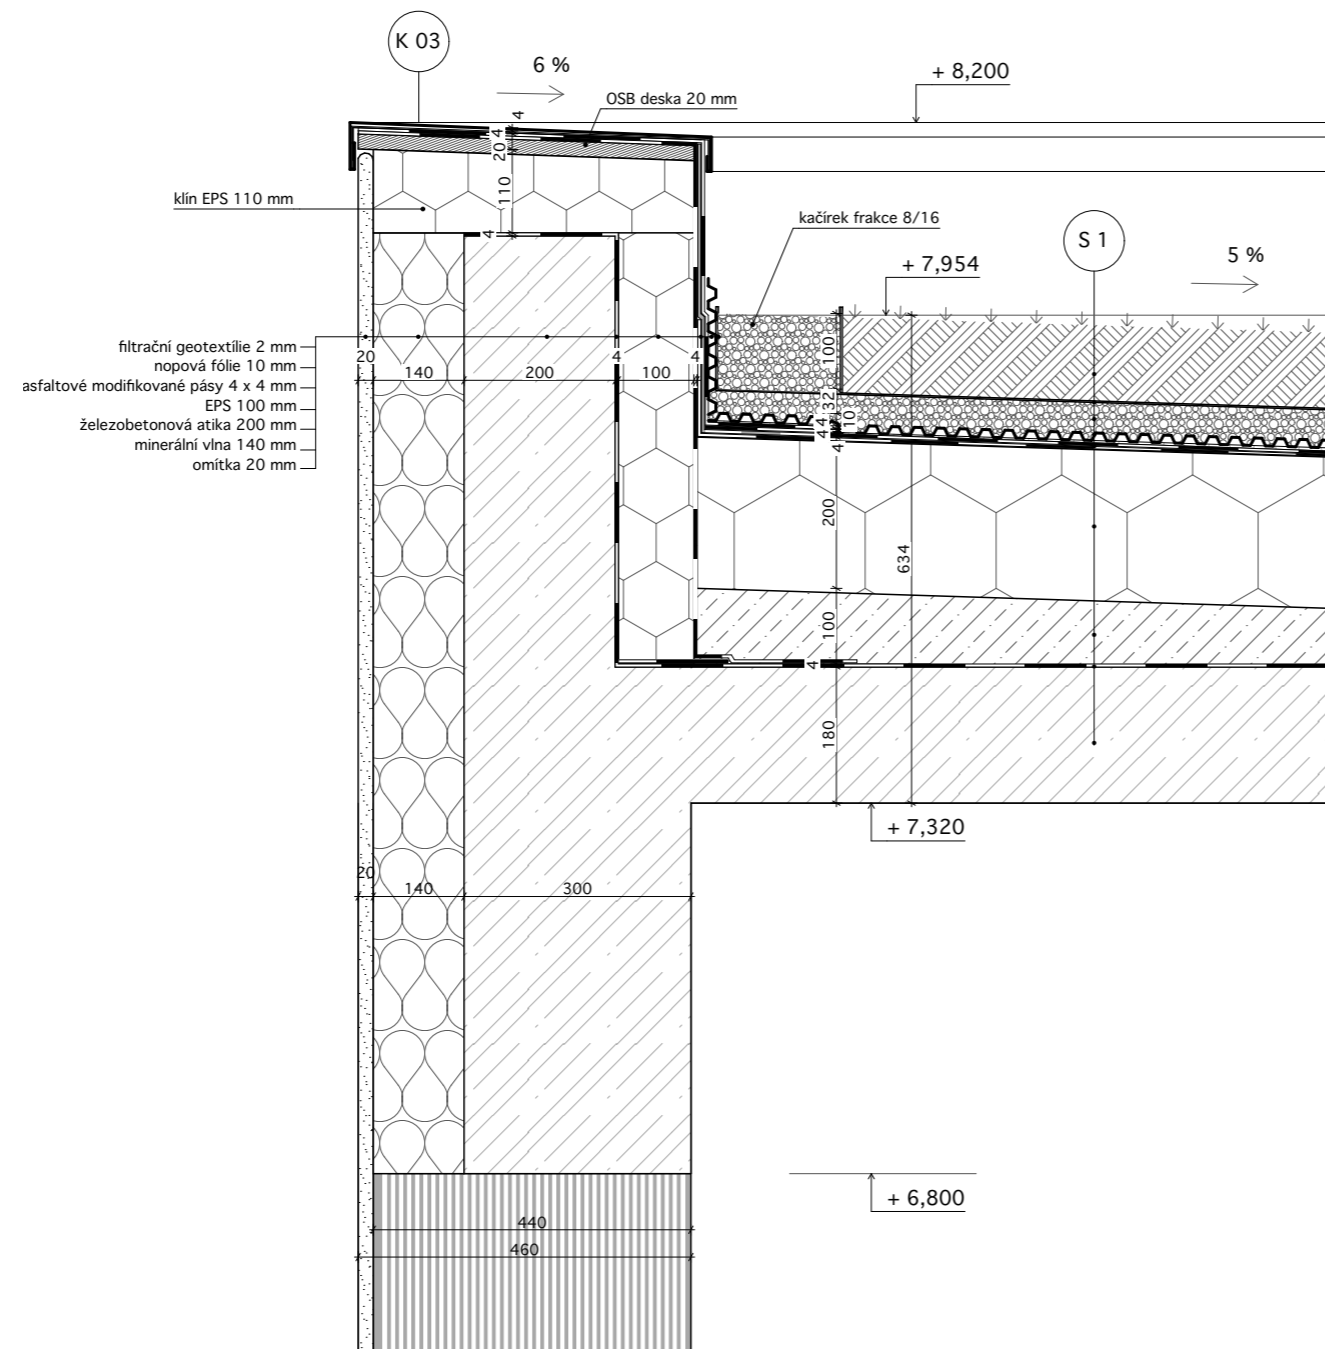 K 03
6 %
+ 8,200
OSB deska 20 mm
4
4
20
110
klín EPS 110 mm
4
kačírek frakce 8/16
S 1
5 %
+ 7,954
filtrační geotextílie 2 mm
nopová fólie 10 mm
asfaltové modifikované pásy 4 x 4 mm
EPS 100 mm
železobetonová atika 200 mm
minerální vlna 140 mm
omítka 20 mm
20
140
200
4
100
4
100
32
4
10
4
4
4
200
634
100
4
180
+ 7,320
20
140
300
+ 6,800
440
460